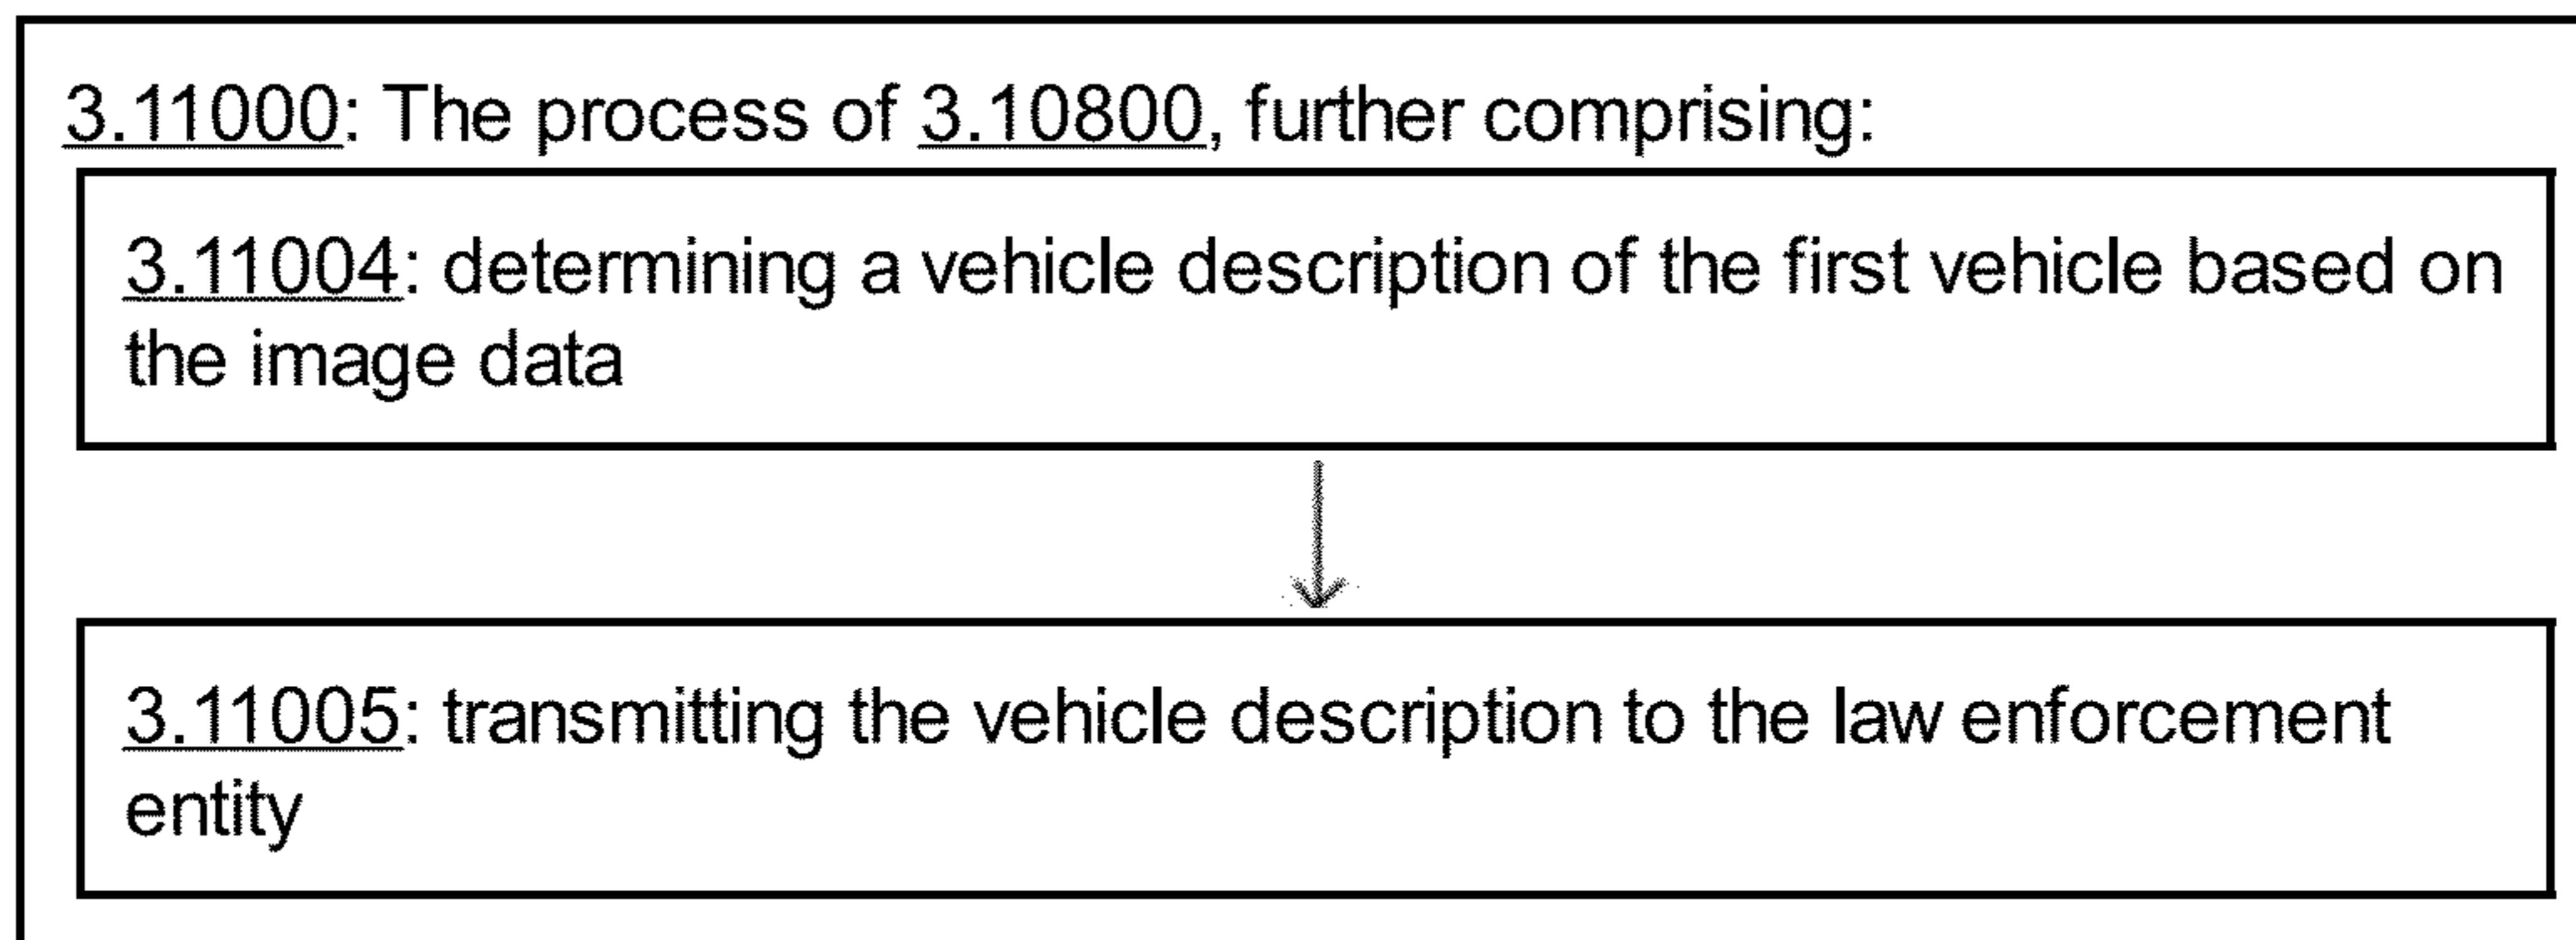 3.11000: The process of 3.10800, further comprising:
3.11004: determining a vehicle description of the first vehicle based on
the image data
3.11005: transmitting the vehicle description to the law enforcement
entity